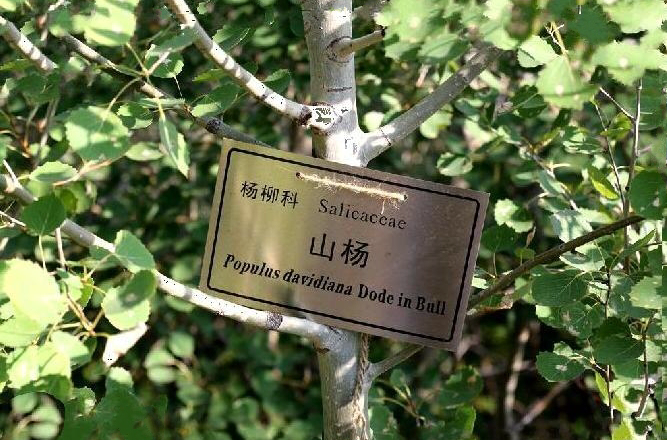 杨柳科 Salicaceae
山杨
Populus davidiana Dode in Bull